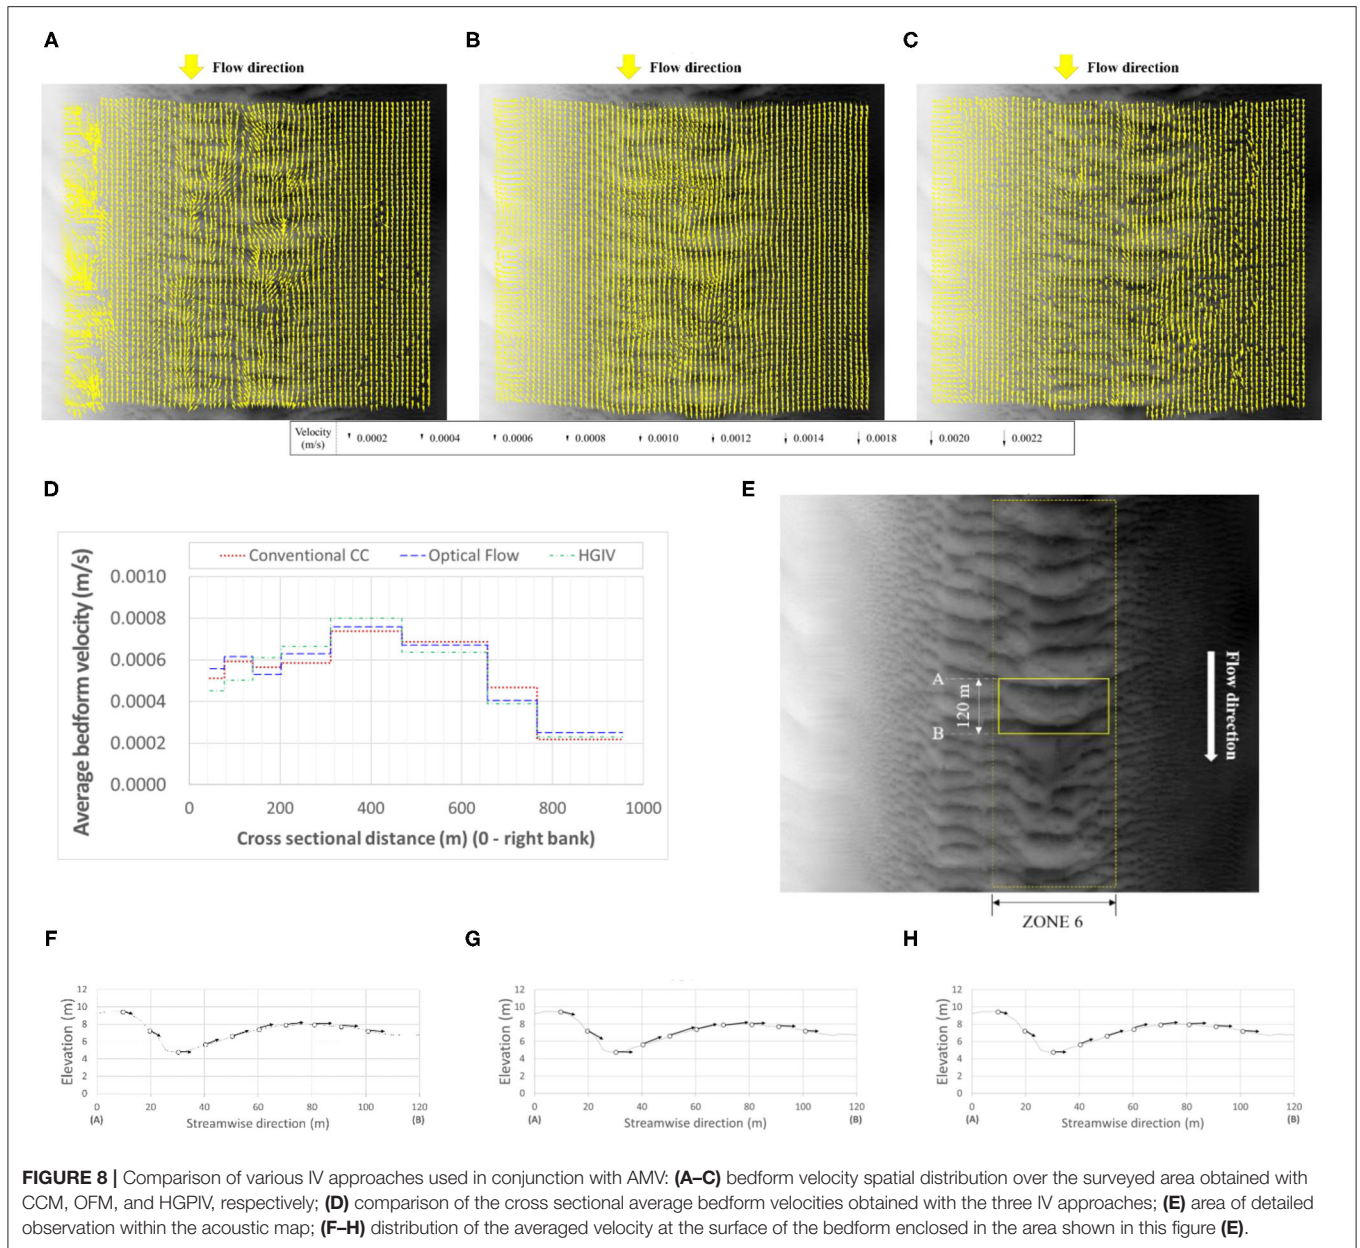 A
B
C
Flow direction
Flow direction
Flow direction
Velocity (m/s) 0.0002 0.0004 0.0006 0.0008 0.0010 0.0012 0.0014 0.0018 0.0020 0.0022
D
E
Conventional CC Optical Flow HGIV
Average bedform velocity (m/s)
0.0010
0.0008
0.0006
0.0004
0.0002
0.0000
0 200 400 600 800 1000
Cross sectional distance (m) (0 - right bank)
A
120 m
B
Flow direction
ZONE 6
F
G
H
Elevation (m)
12
10
8
6
4
2
0
0 20 40 60 80 100 120
(A) Streamwise direction (m) (B)
Elevation (m)
12
10
8
6
4
2
0
0 20 40 60 80 100 120
(A) Streamwise direction (m) (B)
Elevation (m)
12
10
8
6
4
2
0
0 20 40 60 80 100 120
(A) Streamwise direction (m) (B)
FIGURE 8 | Comparison of various IV approaches used in conjunction with AMV: (A–C) bedform velocity spatial distribution over the surveyed area obtained with
CCM, OFM, and HGPIV, respectively; (D) comparison of the cross sectional average bedform velocities obtained with the three IV approaches; (E) area of detailed
observation within the acoustic map; (F–H) distribution of the averaged velocity at the surface of the bedform enclosed in the area shown in this figure (E).